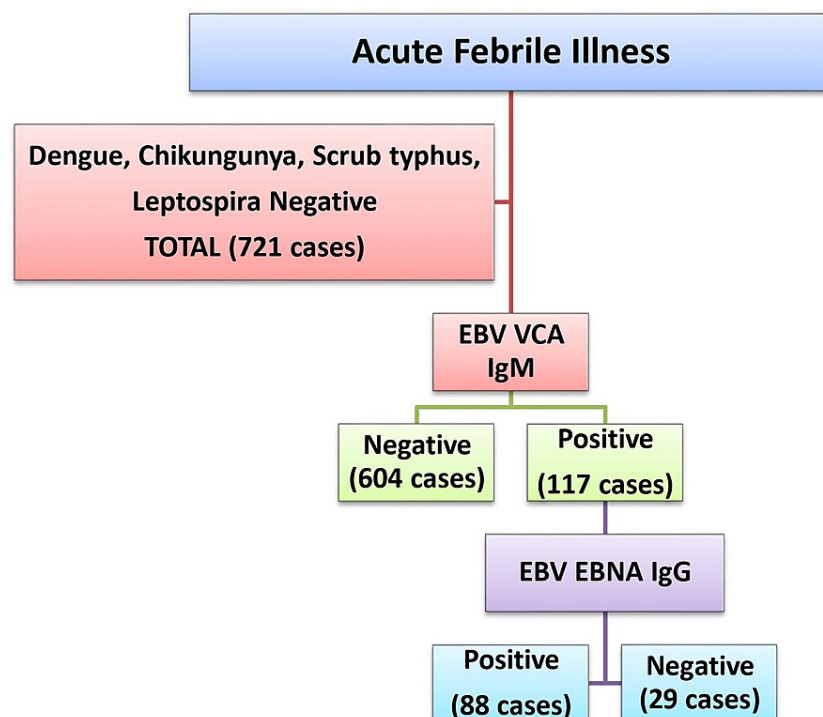 Acute Febrile Illness
Dengue, Chikungunya, Scrub typhus,
Leptospira Negative
TOTAL (721 cases)
EBV VCA
IgM
Negative
(604 cases)
Positive
(117 cases)
EBV EBNA IgG
Positive
(88 cases)
Negative
(29 cases)